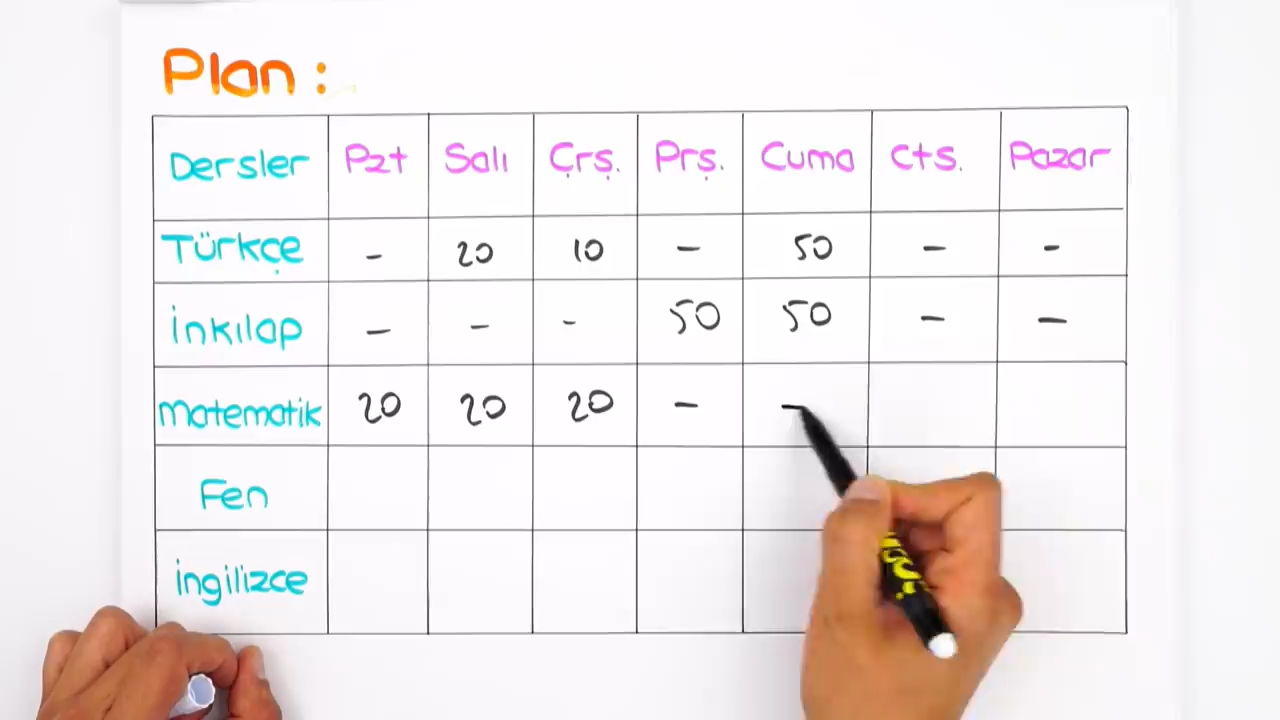 Plan :
Dersler Pzt Salı Çrş. Prş. Cuma Cts. Pazar
Türkçe - 20 10 - 50 - -
İnkılap - - - 50 50 - -
Matematik 20 20 20 - -
Fen
İngilizce